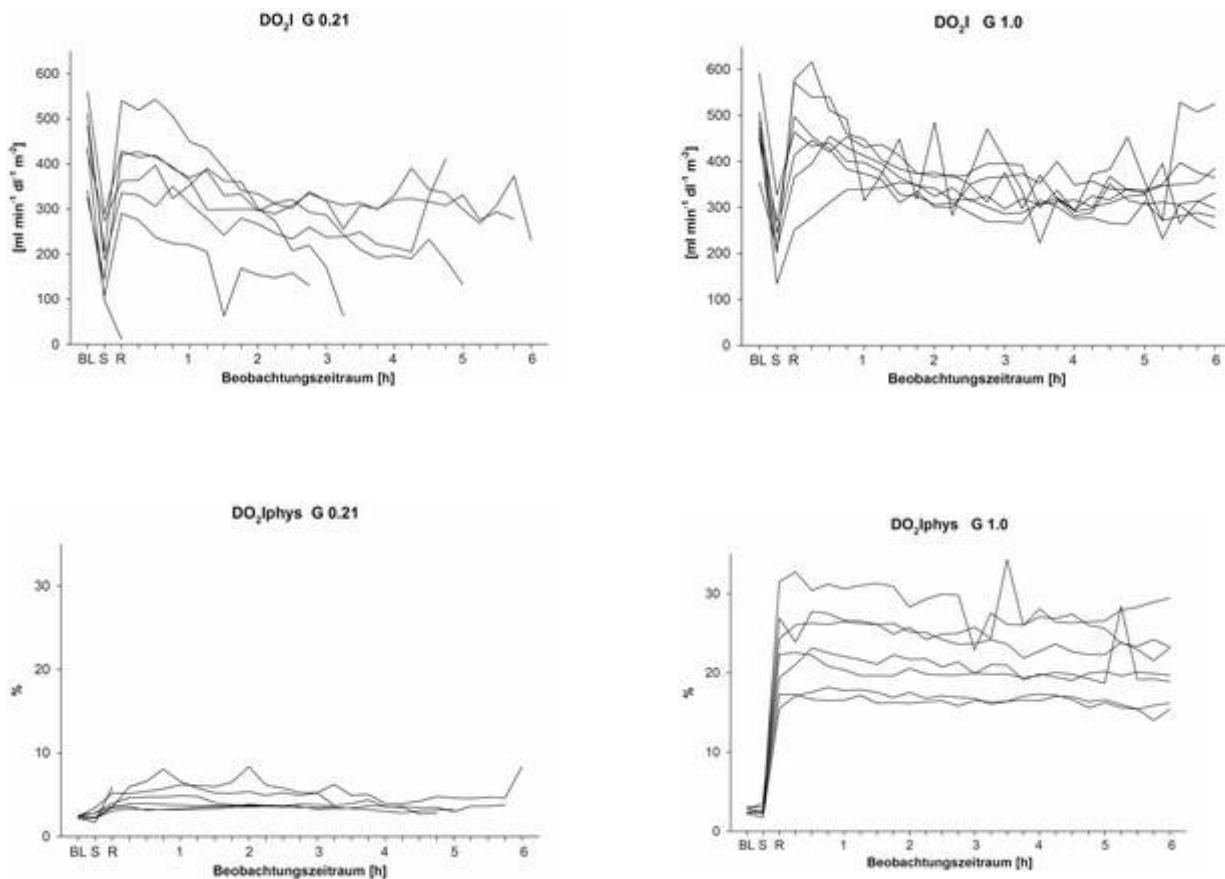 DO₂I G 0.21
[ml min⁻¹ dl⁻¹ m⁻²]
600
500
400
300
200
100
0
BL S R 1 2 3 4 5 6
Beobachtungszeitraum [h]
DO₂I G 1.0
[ml min⁻¹ dl⁻¹ m⁻²]
600
500
400
300
200
100
0
BL S R 1 2 3 4 5 6
Beobachtungszeitraum [h]
DO₂Iphys G 0.21
%
30
20
10
0
BL S R 1 2 3 4 5 6
Beobachtungszeitraum [h]
DO₂Iphys G 1.0
%
30
20
10
0
BL S R 1 2 3 4 5 6
Beobachtungszeitraum [h]